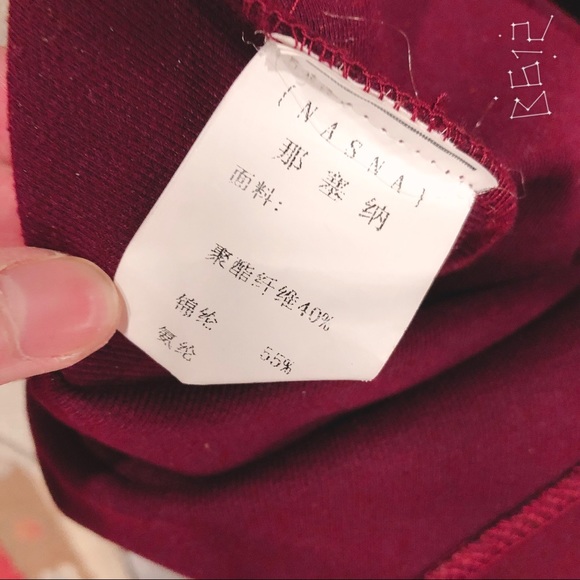 {NASNA}
那塞纳
面料:
聚酯纤维40%
锦纶 55%
氨纶
B612